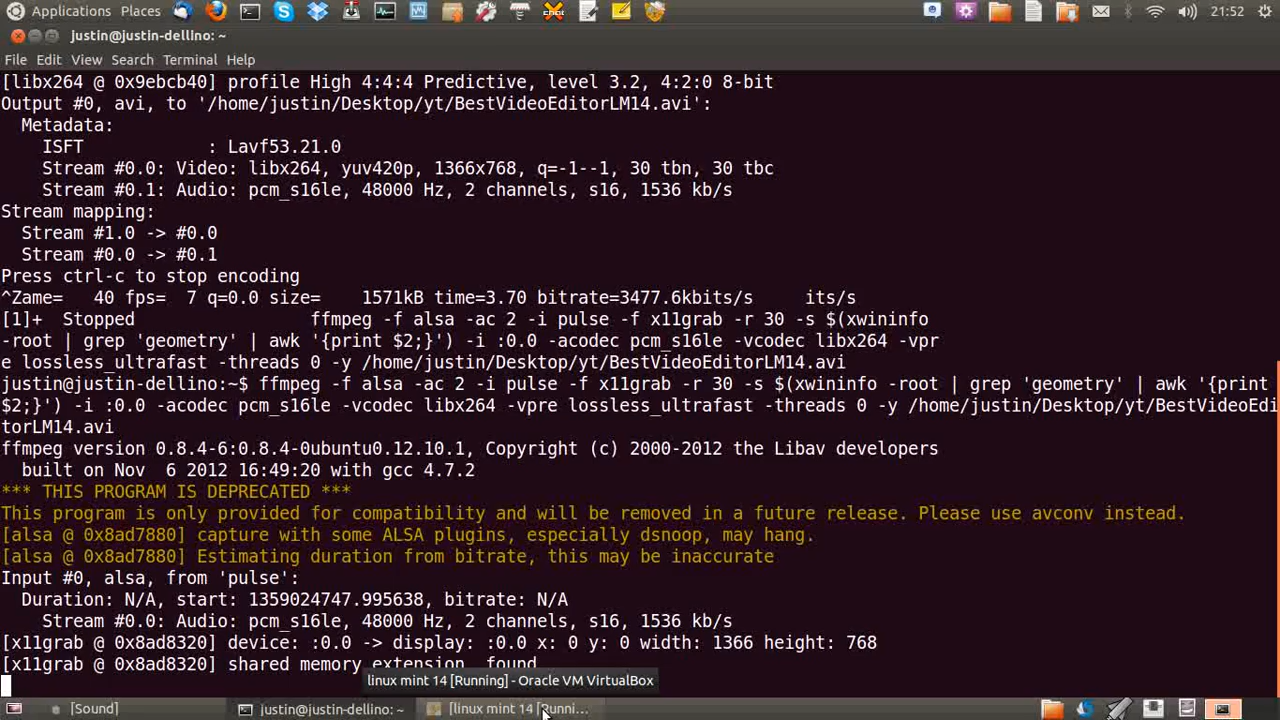 Applications Places 21:52
justin@justin-dellino: ~
File Edit View Search Terminal Help
[libx264 @ 0x9ebcb40] profile High 4:4:4 Predictive, level 3.2, 4:2:0 8-bit
Output #0, avi, to '/home/justin/Desktop/yt/BestVideoEditorLM14.avi':
Metadata:
ISFT : Lavf53.21.0
Stream #0.0: Video: libx264, yuv420p, 1366x768, q=-1--1, 30 tbn, 30 tbc
Stream #0.1: Audio: pcm_s16le, 48000 Hz, 2 channels, s16, 1536 kb/s
Stream mapping:
Stream #1.0 -> #0.0
Stream #0.0 -> #0.1
Press ctrl-c to stop encoding
^Zame= 40 fps= 7 q=0.0 size= 1571kB time=3.70 bitrate=3477.6kbits/s its/s
[1]+ Stopped ffmpeg -f alsa -ac 2 -i pulse -f x11grab -r 30 -s $(xwininfo
-root | grep 'geometry' | awk '{print $2;}') -i :0.0 -acodec pcm_s16le -vcodec libx264 -vpr
e lossless_ultrafast -threads 0 -y /home/justin/Desktop/yt/BestVideoEditorLM14.avi
justin@justin-dellino:~$ ffmpeg -f alsa -ac 2 -i pulse -f x11grab -r 30 -s $(xwininfo -root | grep 'geometry' | awk '{print
$2;}') -i :0.0 -acodec pcm_s16le -vcodec libx264 -vpre lossless_ultrafast -threads 0 -y /home/justin/Desktop/yt/BestVideoEdi
torLM14.avi
ffmpeg version 0.8.4-6:0.8.4-0ubuntu0.12.10.1, Copyright (c) 2000-2012 the Libav developers
built on Nov 6 2012 16:49:20 with gcc 4.7.2
*** THIS PROGRAM IS DEPRECATED ***
This program is only provided for compatibility and will be removed in a future release. Please use avconv instead.
[alsa @ 0x8ad7880] capture with some ALSA plugins, especially dsnoop, may hang.
[alsa @ 0x8ad7880] Estimating duration from bitrate, this may be inaccurate
Input #0, alsa, from 'pulse':
Duration: N/A, start: 1359024747.995638, bitrate: N/A
Stream #0.0: Audio: pcm_s16le, 48000 Hz, 2 channels, s16, 1536 kb/s
[x11grab @ 0x8ad8320] device: :0.0 -> display: :0.0 x: 0 y: 0 width: 1366 height: 768
[x11grab @ 0x8ad8320] shared memory extension found
linux mint 14 [Running] - Oracle VM VirtualBox
[Sound] justin@justin-dellino: ~ [linux mint 14 [Runni...